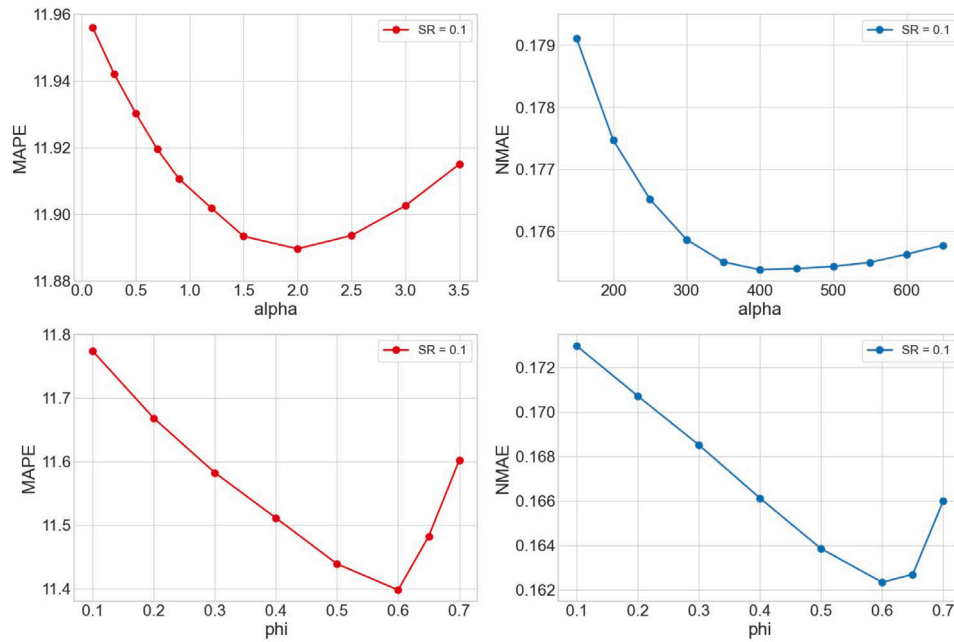 11.96
11.94
11.92
11.90
11.88
MAPE
SR = 0.1
0.0 0.5 1.0 1.5 2.0 2.5 3.0 3.5
alpha
0.179
0.178
0.177
0.176
NMAE
SR = 0.1
200 300 400 500 600
alpha
11.8
11.7
11.6
11.5
11.4
MAPE
SR = 0.1
0.1 0.2 0.3 0.4 0.5 0.6 0.7
phi
0.172
0.170
0.168
0.166
0.164
0.162
NMAE
SR = 0.1
0.1 0.2 0.3 0.4 0.5 0.6 0.7
phi